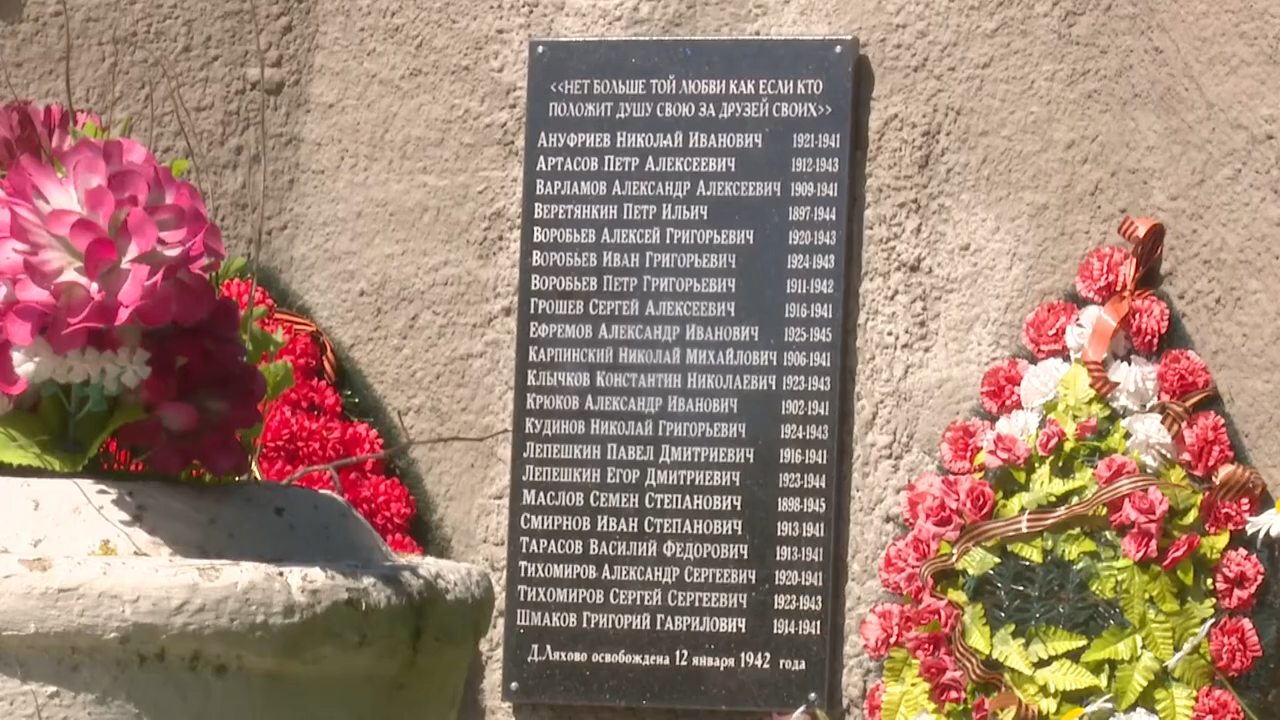 <<НЕТ БОЛЬШЕ ТОЙ ЛЮБВИ КАК ЕСЛИ КТО
ПОЛОЖИТ ДУШУ СВОЮ ЗА ДРУЗЕЙ СВОИХ>>
АНУФРИЕВ НИКОЛАЙ ИВАНОВИЧ 1921-1941
АРТАСОВ ПЕТР АЛЕКСЕЕВИЧ 1912-1943
ВАРЛАМОВ АЛЕКСАНДР АЛЕКСЕЕВИЧ 1909-1941
ВЕРЕТЯНКИН ПЕТР ИЛЬИЧ 1897-1944
ВОРОБЬЕВ АЛЕКСЕЙ ГРИГОРЬЕВИЧ 1920-1943
ВОРОБЬЕВ ИВАН ГРИГОРЬЕВИЧ 1924-1943
ВОРОБЬЕВ ПЕТР ГРИГОРЬЕВИЧ 1911-1942
ГРОШЕВ СЕРГЕЙ АЛЕКСЕЕВИЧ 1916-1941
ЕФРЕМОВ АЛЕКСАНДР ИВАНОВИЧ 1925-1945
КАРПИНСКИЙ НИКОЛАЙ МИХАЙЛОВИЧ 1906-1941
КЛЫЧКОВ КОНСТАНТИН НИКОЛАЕВИЧ 1923-1943
КРЮКОВ АЛЕКСАНДР ИВАНОВИЧ 1902-1941
КУДИНОВ НИКОЛАЙ ГРИГОРЬЕВИЧ 1924-1943
ЛЕПЕШКИН ПАВЕЛ ДМИТРИЕВИЧ 1916-1941
ЛЕПЕШКИН ЕГОР ДМИТРИЕВИЧ 1923-1944
МАСЛОВ СЕМЕН СТЕПАНОВИЧ 1898-1945
СМИРНОВ ИВАН СТЕПАНОВИЧ 1913-1941
ТАРАСОВ ВАСИЛИЙ ФЕДОРОВИЧ 1913-1941
ТИХОМИРОВ АЛЕКСАНДР СЕРГЕЕВИЧ 1920-1941
ТИХОМИРОВ СЕРГЕЙ СЕРГЕЕВИЧ 1923-1943
ШМАКОВ ГРИГОРИЙ ГАВРИЛОВИЧ 1914-1941
Д.Ляхово освобождена 12 января 1942 года